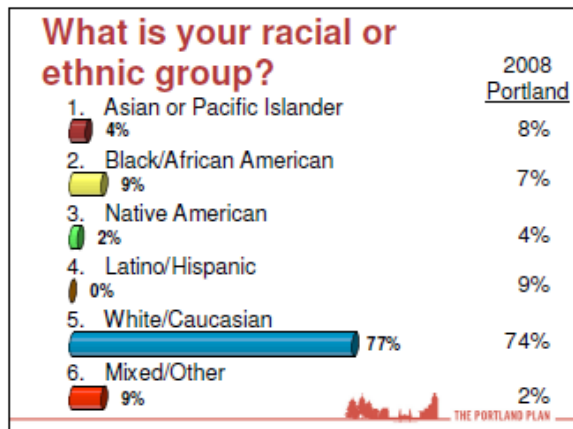 What is your racial or
ethnic group?
2008
Portland
1. Asian or Pacific Islander
4%
8%
2. Black/African American
9%
7%
3. Native American
2%
4%
4. Latino/Hispanic
0%
9%
5. White/Caucasian
77%
74%
6. Mixed/Other
9%
2%
THE PORTLAND PLAN